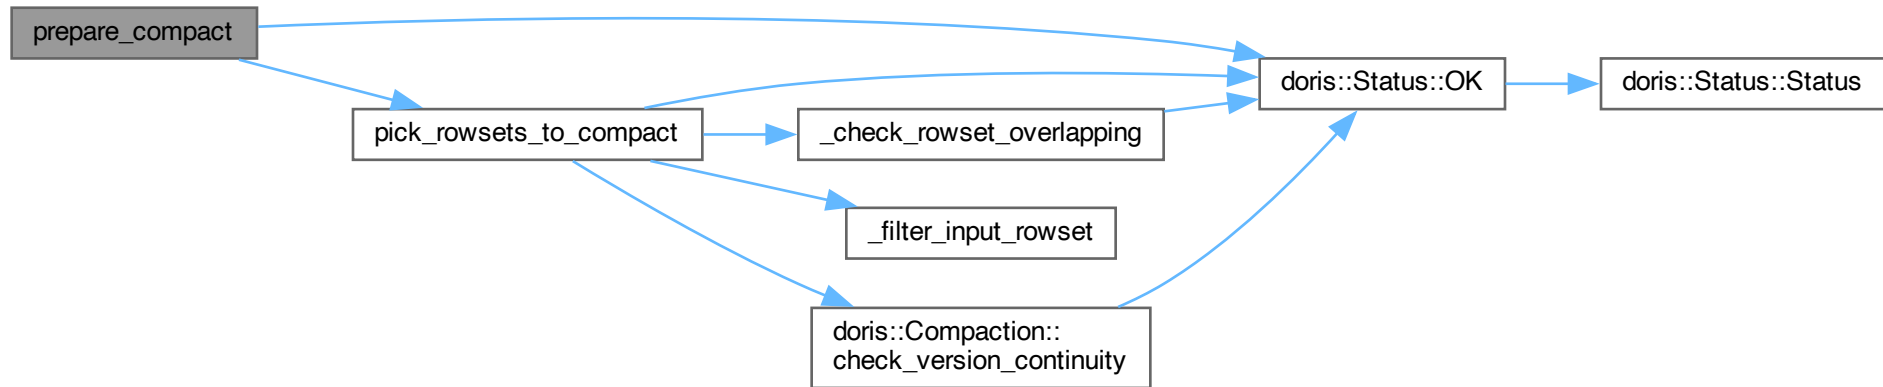 prepare_compact
pick_rowsets_to_compact
_check_rowset_overlapping
doris::Status::OK
doris::Status::Status
_filter_input_rowset
doris::Compaction::
check_version_continuity